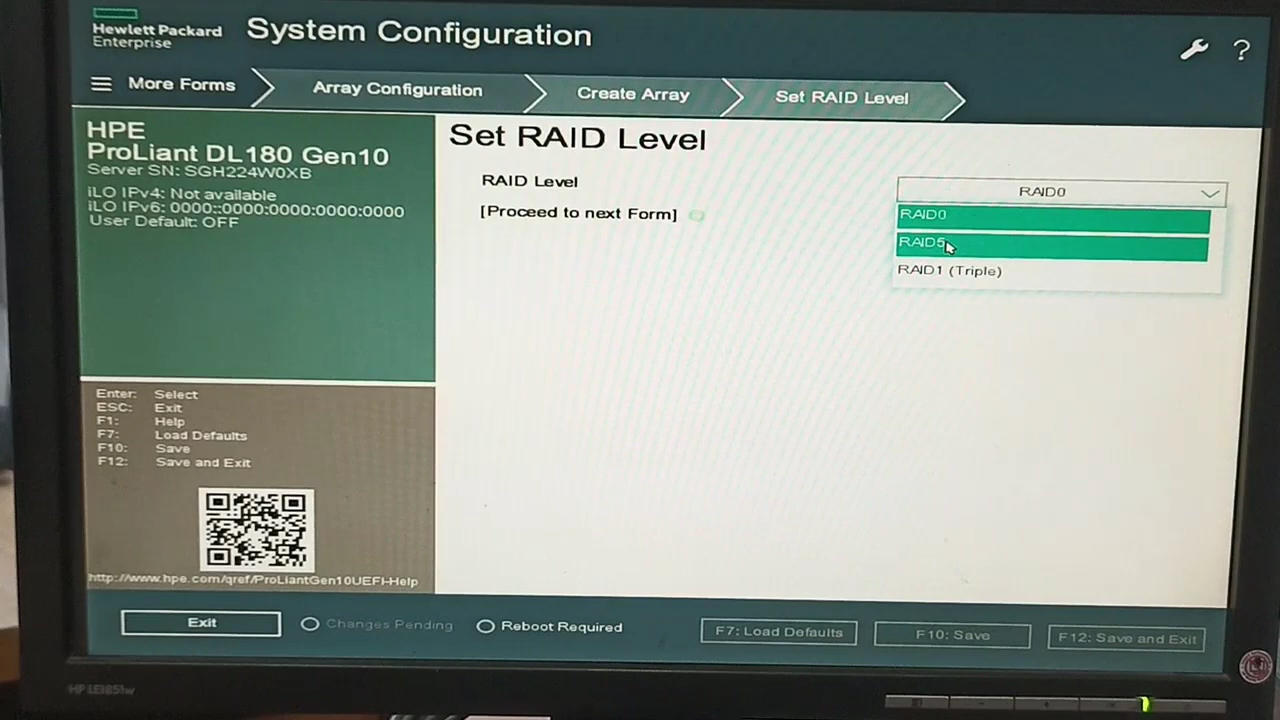 Hewlett Packard
Enterprise
System Configuration
?
More Forms
Array Configuration
Create Array
Set RAID Level
HPE
ProLiant DL180 Gen10
Server SN: SGH224W0XB
iLO IPv4: Not available
iLO IPv6: 0000::0000:0000:0000:0000
User Default: OFF
Enter: Select
ESC: Exit
F1: Help
F7: Load Defaults
F10: Save
F12: Save and Exit
http://www.hpe.com/qref/ProLiantGen10UEFI-Help
Set RAID Level
RAID Level
RAID0
[Proceed to next Form]
RAID0
RAID5
RAID1 (Triple)
Exit
Changes Pending
Reboot Required
F7: Load Defaults
F10: Save
F12: Save and Exit
HP LE1851w